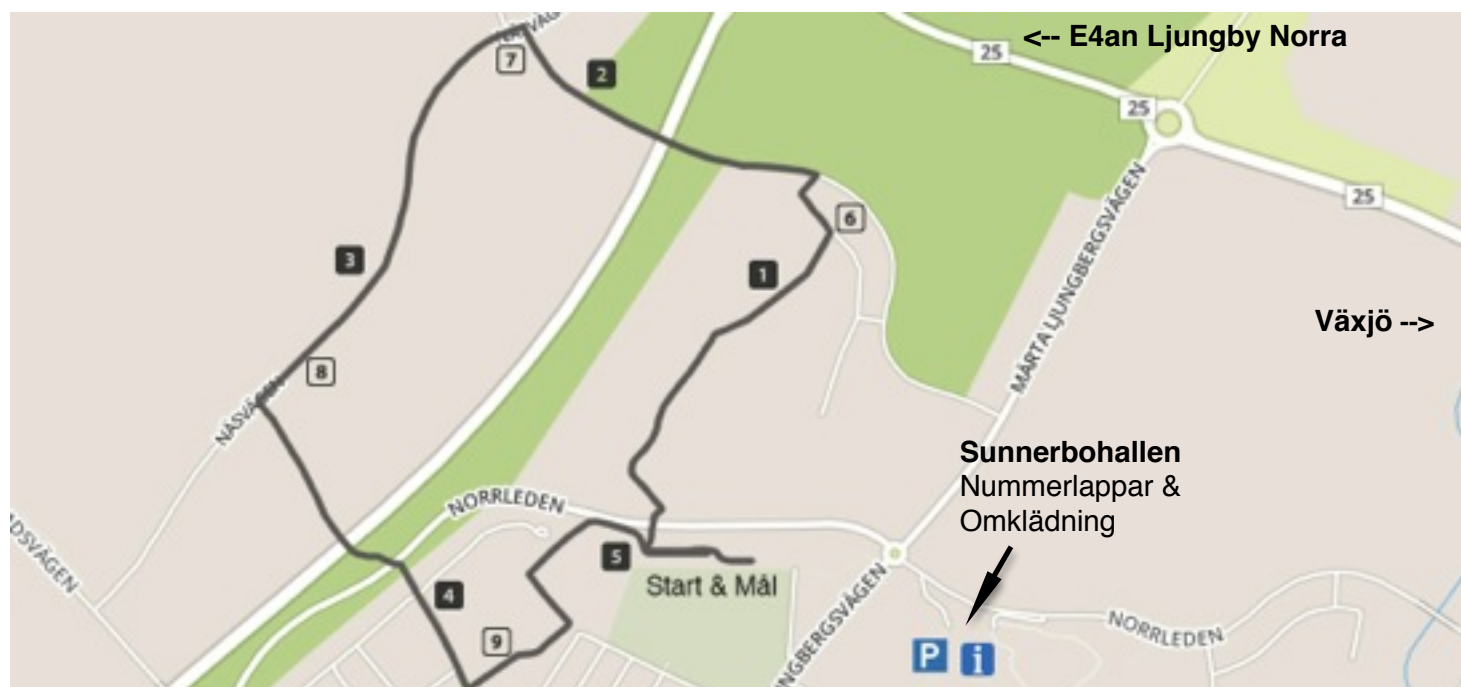 <-- E4an Ljungby Norra
25
25
25
7
2
6
3
1
8
MÄRTA LJUNGBERGSVÄGEN
Växjö -->
NÄSVÄGEN
Sunnerbohallen
Nummerlappar &
Omklädning
NORRLEDEN
5
Start & Mål
4
9
NORRLEDEN
P
i